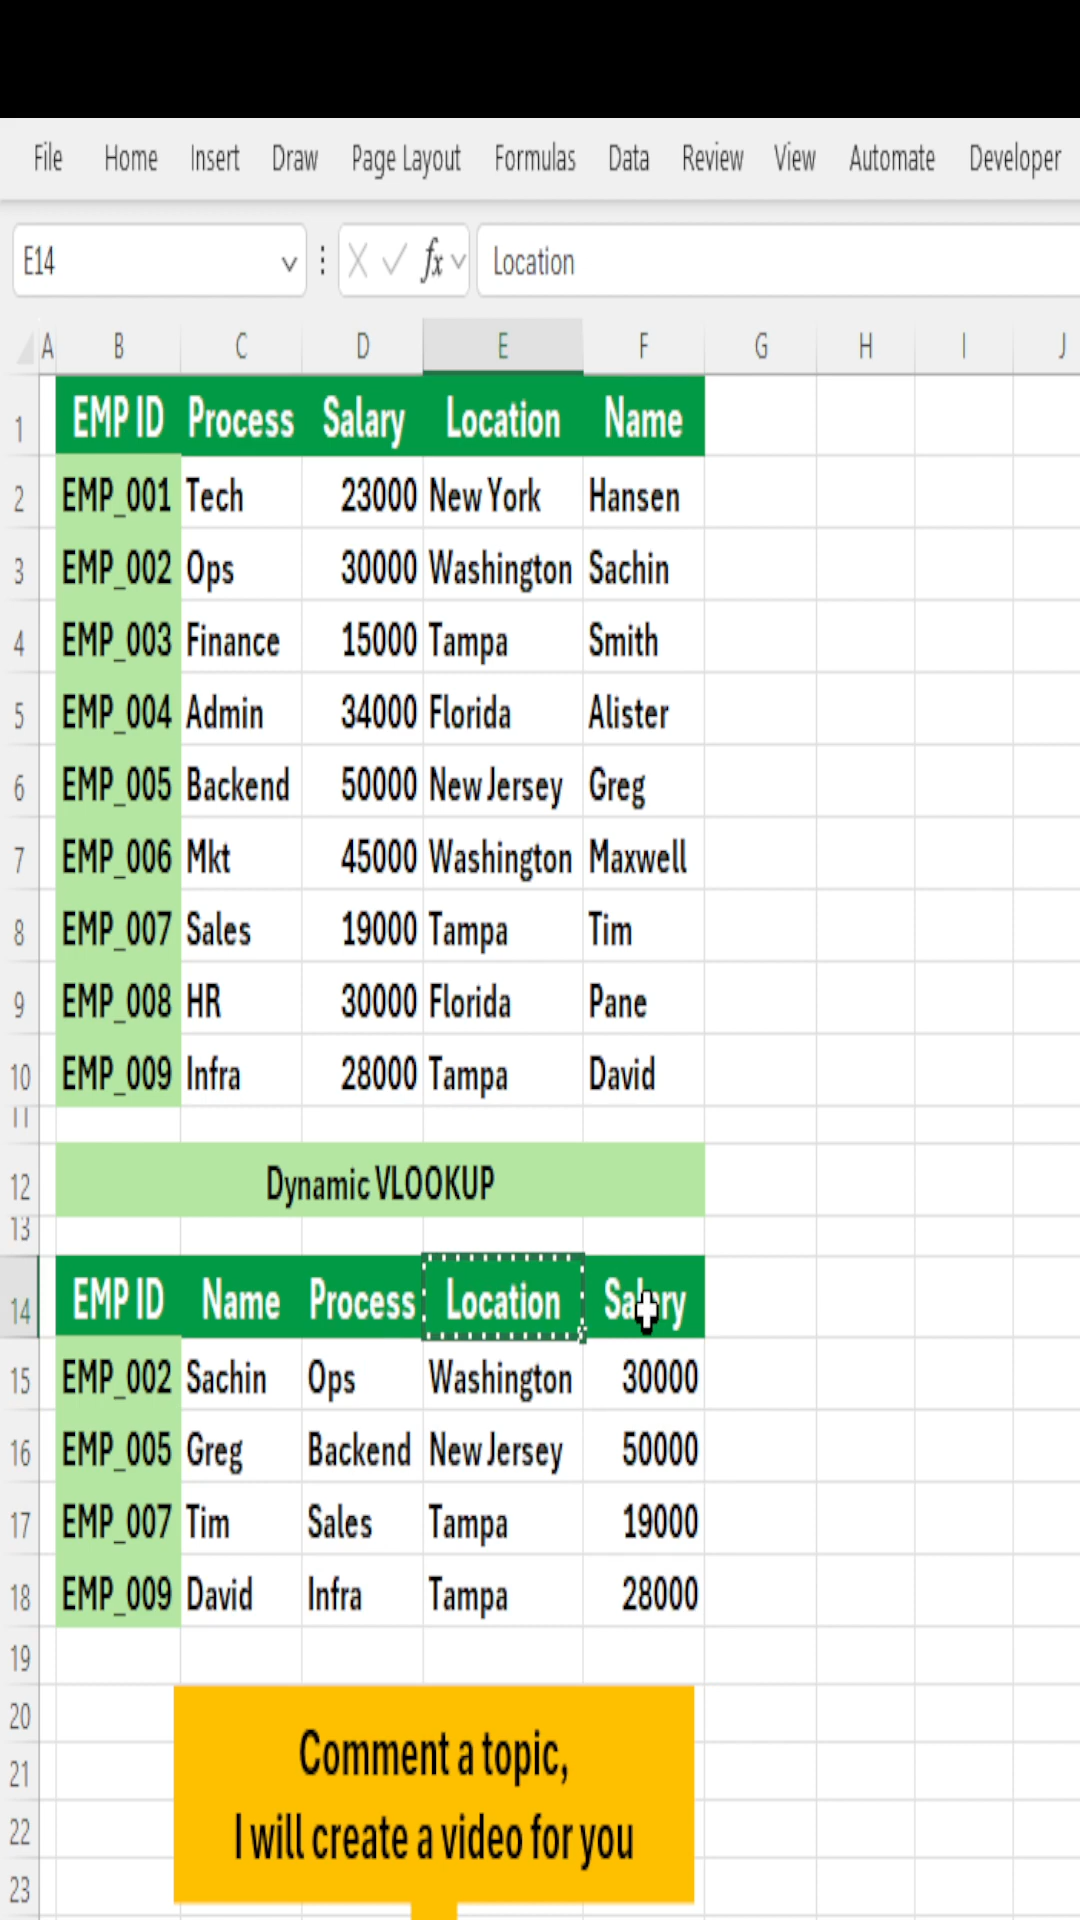 File Home Insert Draw Page Layout Formulas Data Review View Automate Developer
E14 fx Location
A B C D E F G H I J
1 EMP ID Process Salary Location Name
2 EMP_001 Tech 23000 New York Hansen
3 EMP_002 Ops 30000 Washington Sachin
4 EMP_003 Finance 15000 Tampa Smith
5 EMP_004 Admin 34000 Florida Alister
6 EMP_005 Backend 50000 New Jersey Greg
7 EMP_006 Mkt 45000 Washington Maxwell
8 EMP_007 Sales 19000 Tampa Tim
9 EMP_008 HR 30000 Florida Pane
10 EMP_009 Infra 28000 Tampa David
11
12 Dynamic VLOOKUP
13
14 EMP ID Name Process Location Salary
15 EMP_002 Sachin Ops Washington 30000
16 EMP_005 Greg Backend New Jersey 50000
17 EMP_007 Tim Sales Tampa 19000
18 EMP_009 David Infra Tampa 28000
19
20
Comment a topic,
21
22 I will create a video for you
23